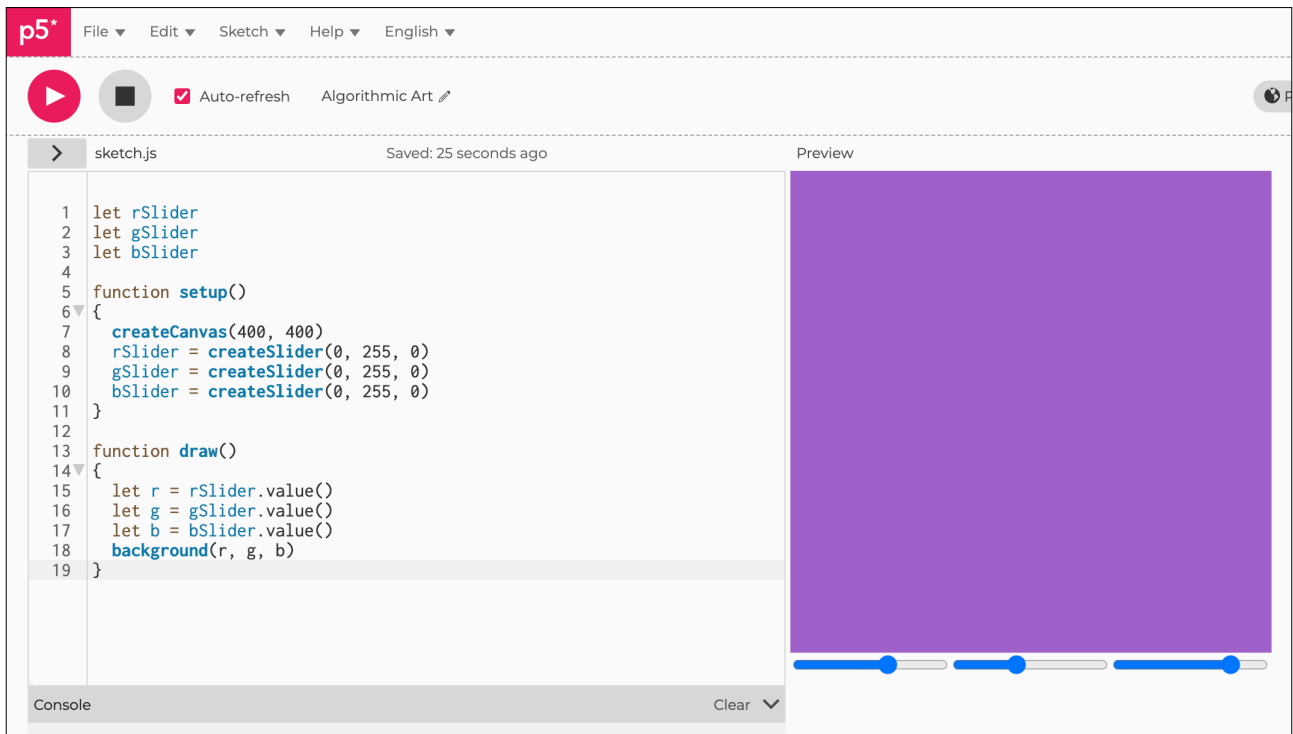 p5* File Edit Sketch Help English
Auto-refresh Algorithmic Art P
sketch.js Saved: 25 seconds ago Preview
1 let rSlider
2 let gSlider
3 let bSlider
4
5 function setup()
6 {
7   createCanvas(400, 400)
8   rSlider = createSlider(0, 255, 0)
9   gSlider = createSlider(0, 255, 0)
10   bSlider = createSlider(0, 255, 0)
11 }
12
13 function draw()
14 {
15   let r = rSlider.value()
16   let g = gSlider.value()
17   let b = bSlider.value()
18   background(r, g, b)
19 }
Console Clear